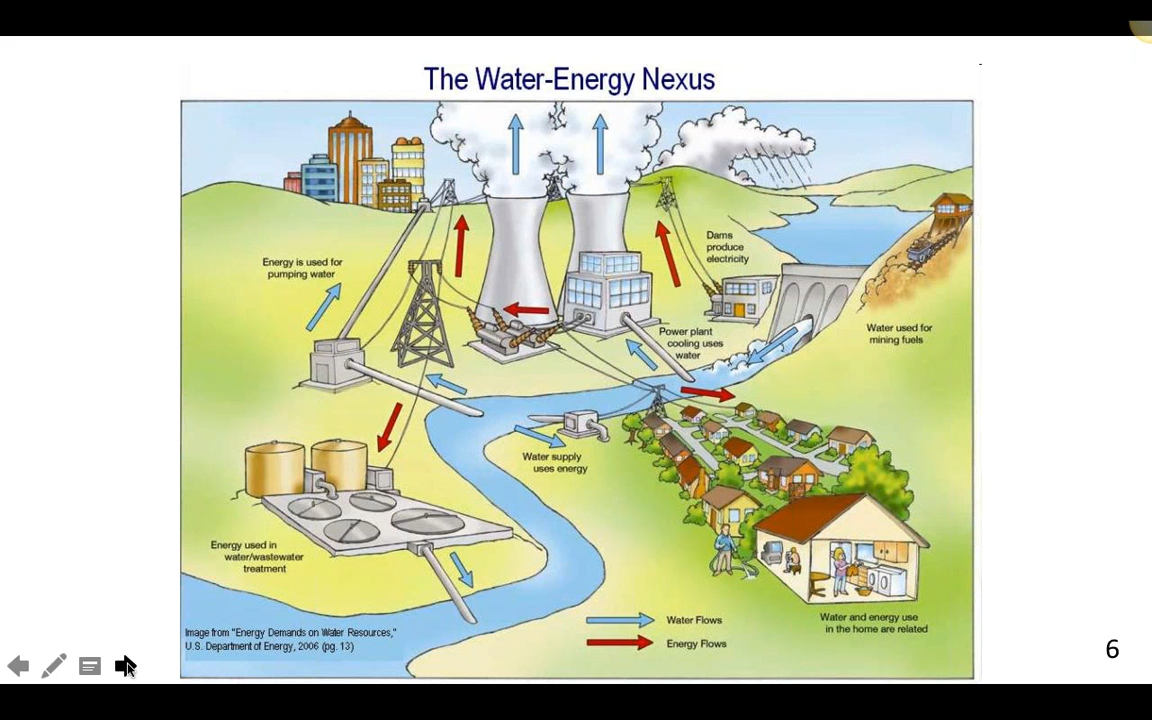 The Water-Energy Nexus
Energy is used for
pumping water
Dams
produce
electricity
Water used for
mining fuels
Power plant
cooling uses
water
Water supply
uses energy
Energy used in
water/wastewater
treatment
Water and energy use
in the home are related
Water Flows
Energy Flows
Image from "Energy Demands on Water Resources,"
U.S. Department of Energy, 2006 (pg. 13)
6